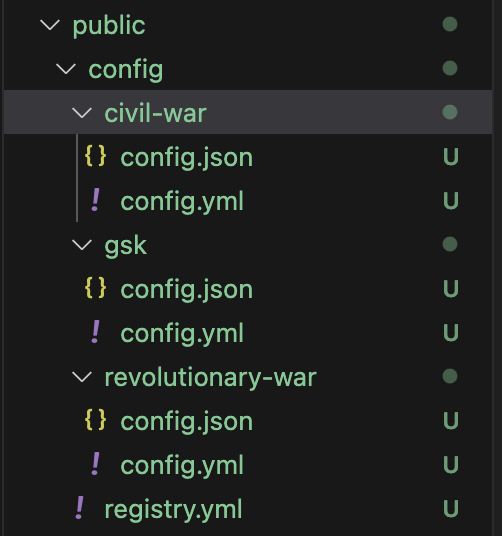 public
config
civil-war
{} config.json U
! config.yml U
gsk
{} config.json U
! config.yml U
revolutionary-war
{} config.json U
! config.yml U
! registry.yml U